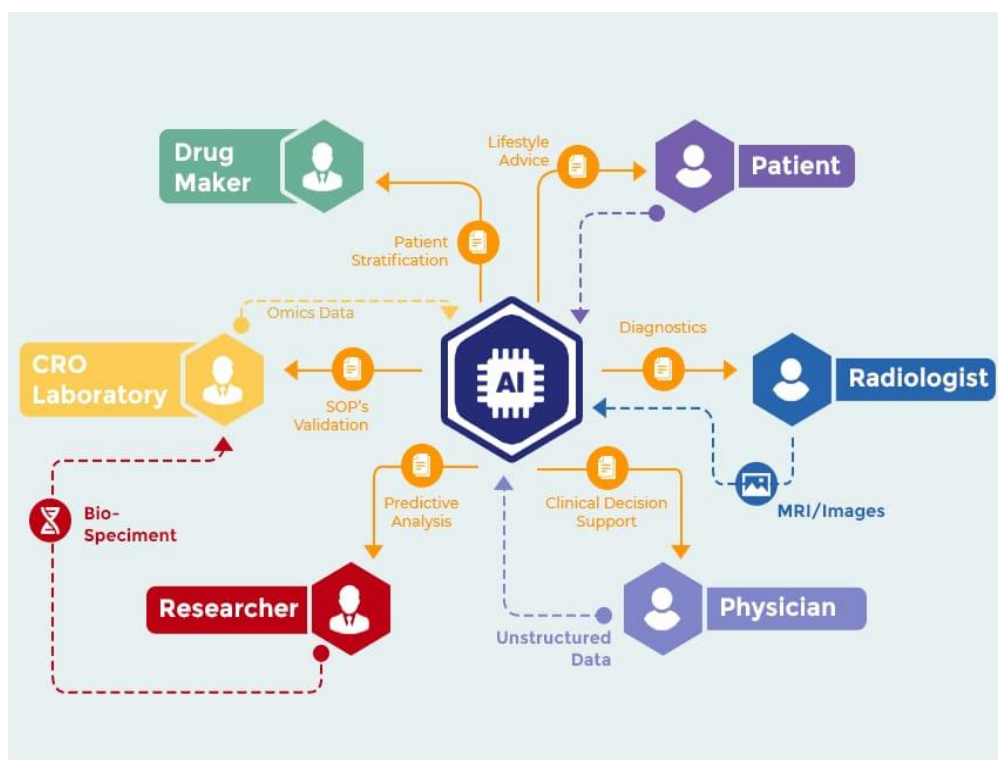 Drug
Maker
Lifestyle
Advice
Patient
Patient
Stratification
Omics Data
Diagnostics
CRO
Laboratory
AI
Radiologist
SOP's
Validation
Predictive
Analysis
Clinical Decision
Support
MRI/Images
Bio-
Speciment
Researcher
Physician
Unstructured
Data